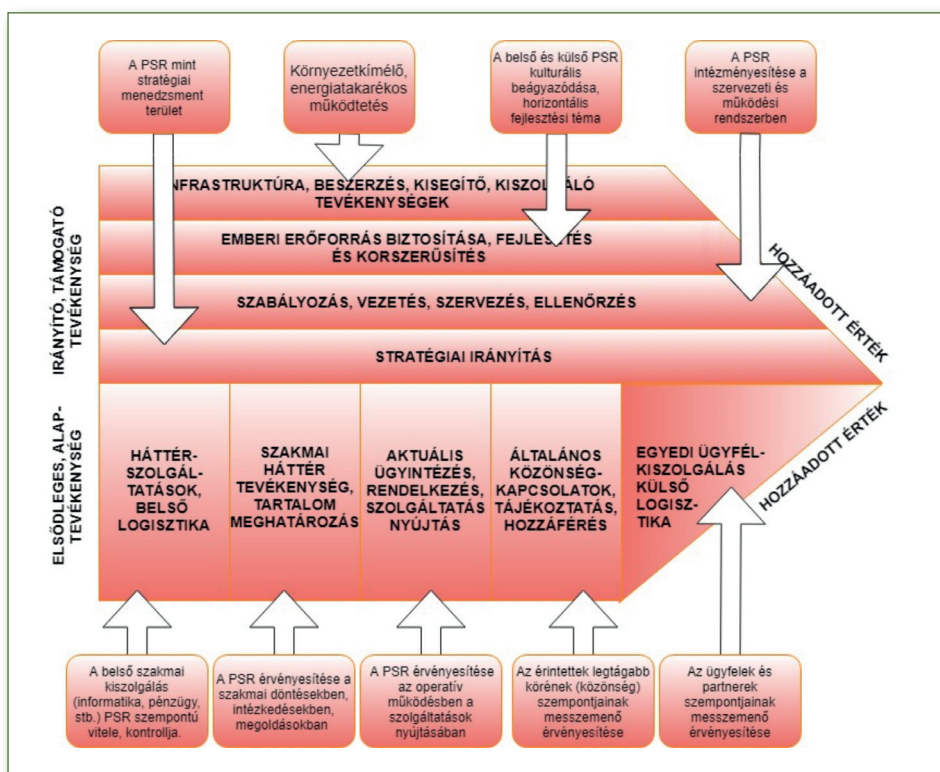 A PSR mint
stratégiai
menedzsment
terület
Környezetkímélő,
energiatakarékos
működtetés
A belső és külső PSR
kulturális
beágyazódása,
horizontális
fejlesztési téma
A PSR
intézményesítése a
szervezeti és
működési
rendszerben
IRÁNYÍTÓ, TÁMOGATÓ
TEVÉKENYSÉG
INFRASTRUKTÚRA, BESZERZÉS, KISEGÍTŐ, KISZOLGÁLÓ
TEVÉKENYSÉGEK
EMBERI ERŐFORRÁS BIZTOSÍTÁSA, FEJLESZTÉS
ÉS KORSZERŰSÍTÉS
SZABÁLYOZÁS, VEZETÉS, SZERVEZÉS, ELLENŐRZÉS
STRATÉGIAI IRÁNYÍTÁS
HOZZÁADOTT ÉRTÉK
ELSŐDLEGES, ALAP-
TEVÉKENYSÉG
HÁTTÉR-
SZOLGÁL-
TATÁSOK,
BELSŐ
LOGISZTIKA
SZAKMAI
HÁTTÉR
TEVÉKENYSÉG,
TARTALOM
MEGHATÁROZÁS
AKTUÁLIS
ÜGYINTÉZÉS,
RENDELKEZÉS,
SZOLGÁLTATÁS
NYÚJTÁS
ÁLTALÁNOS
KÖZÖNSÉG-
KAPCSOLATOK,
TÁJÉKOZTATÁS,
HOZZÁFÉRÉS
EGYEDI ÜGYFÉL-
KISZOLGÁLÁS
KÜLSŐ
LOGISZ-
TIKA
HOZZÁADOTT ÉRTÉK
A belső szakmai
kiszolgálás
(informatika, pénzügy,
stb.) PSR szempontú
vitele, kontrollja.
A PSR érvényesítése a
szakmai döntésekben,
intézkedésekben,
megoldásokban
A PSR érvényesítése
az operatív
működésben a
szolgáltatások
nyújtásában
Az érintettek legtágabb
körének (közönség)
szempontjainak
messzemenő
érvényesítése
Az ügyfelek és
partnerek
szempontjainak
messzemenő
érvényesítése